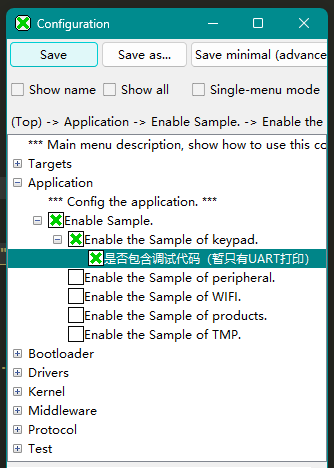 Configuration
Save
Save as...
Save minimal (advance
Show name
Show all
Single-menu mode
(Top) -> Application -> Enable Sample. -> Enable the
*** Main menu description, show how to use this co
Targets
Application
*** Config the application. ***
Enable Sample.
Enable the Sample of keypad.
是否包含调试代码（暂只有UART打印）
Enable the Sample of peripheral.
Enable the Sample of WIFI.
Enable the Sample of products.
Enable the Sample of TMP.
Bootloader
Drivers
Kernel
Middleware
Protocol
Test